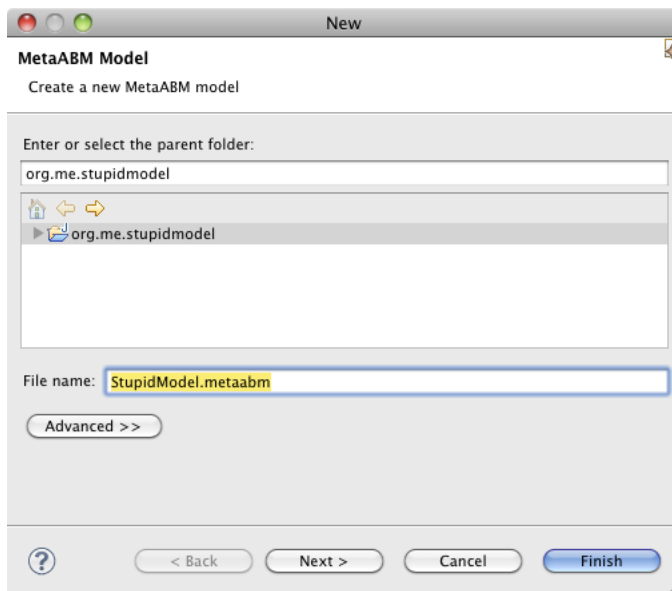 New
MetaABM Model
Create a new MetaABM model
Enter or select the parent folder:
org.me.stupidmodel
org.me.stupidmodel
File name: StupidModel.metaabm
Advanced >>
? < Back Next > Cancel Finish